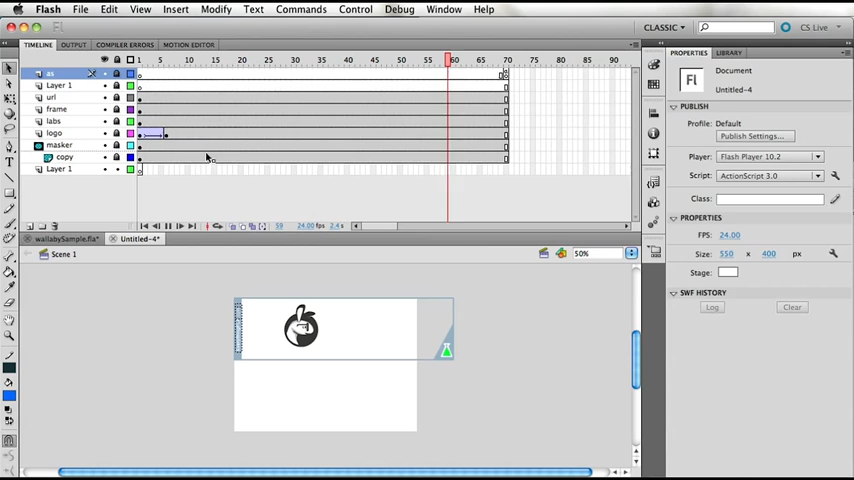 Flash File Edit View Insert Modify Text Commands Control Debug Window Help
Fl CLASSIC CS Live
TIMELINE OUTPUT COMPILER ERRORS MOTION EDITOR
1 5 10 15 20 25 30 35 40 45 50 55 60 65 70 75 80 85 90
as
Layer 1
url
frame
labs
logo
masker
copy
Layer 1
59 24.00 fps 2.4 s
wallabySample.fla* Untitled-4*
Scene 1 50%
PROPERTIES LIBRARY
Fl Document
Untitled-4
PUBLISH
Profile: Default
Publish Settings...
Player: Flash Player 10.2
Script: ActionScript 3.0
Class:
PROPERTIES
FPS: 24.00
Size: 550 x 400 px
Stage:
SWF HISTORY
Log Clear